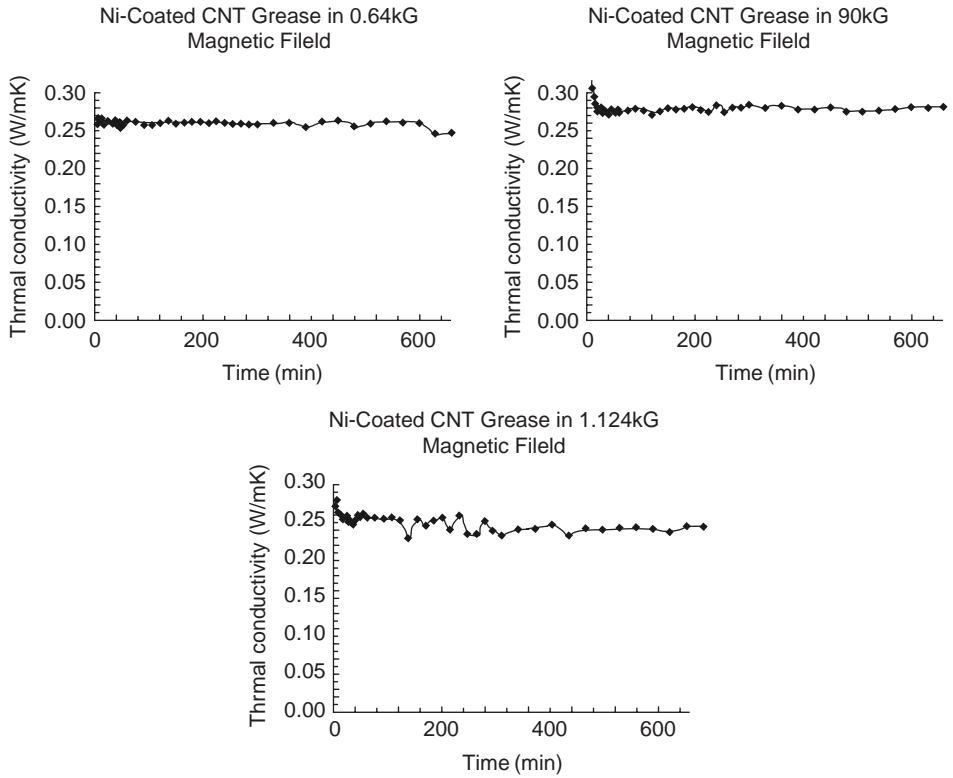 Ni-Coated CNT Grease in 0.64kG
Magnetic Fileld
Thrmal conductivity (W/mK)
0.30
0.25
0.20
0.15
0.10
0.05
0.00
0
200
400
600
Time (min)
Ni-Coated CNT Grease in 90kG
Magnetic Fileld
Thrmal conductivity (W/mK)
0.30
0.25
0.20
0.15
0.10
0.05
0.00
0
200
400
600
Time (min)
Ni-Coated CNT Grease in 1.124kG
Magnetic Fileld
Thrmal conductivity (W/mK)
0.30
0.25
0.20
0.15
0.10
0.05
0.00
0
200
400
600
Time (min)